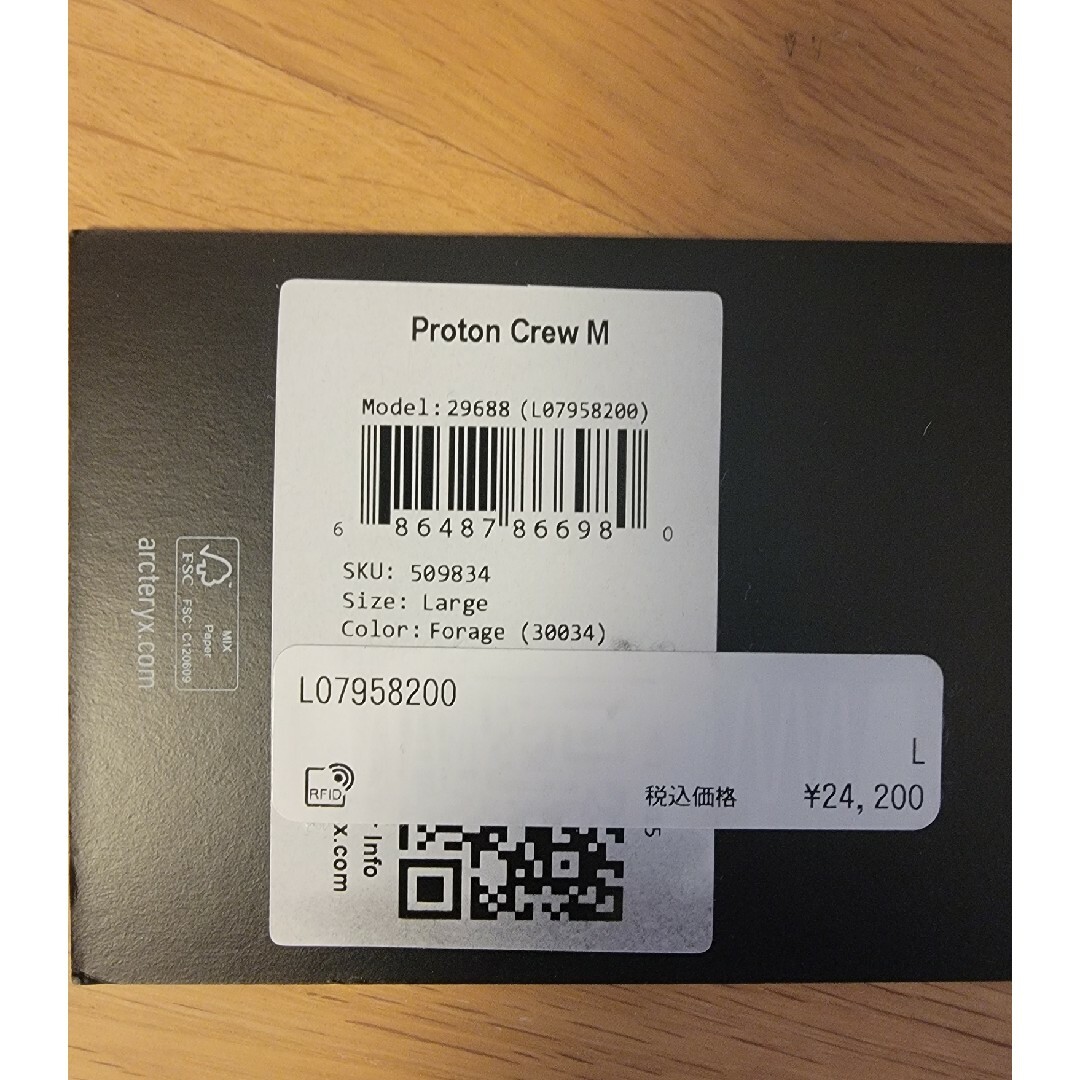 Proton Crew M
Model: 29688 (L07958200)
6 86487 86698 0
SKU: 509834
Size: Large
Color: Forage (30034)
L07958200
L
RFID
税込価格 ¥24,200
Info
x.com
5
arcteryx.com
FSC
MIX
Paper
FSC® C120609